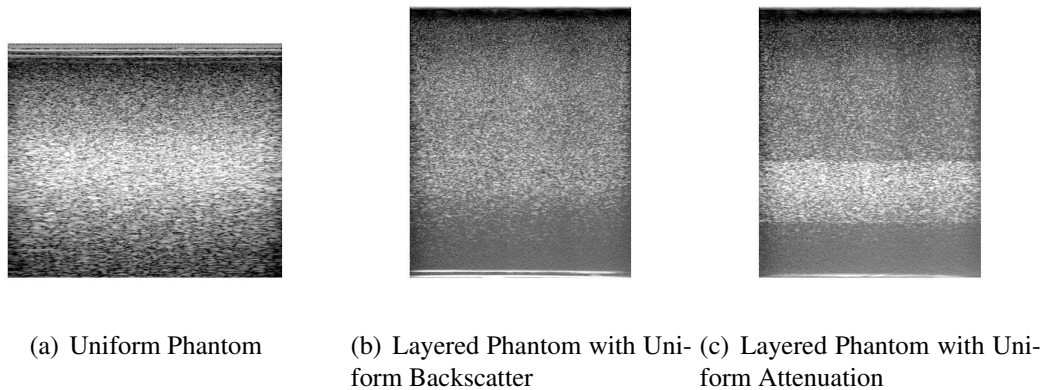 (a) Uniform Phantom
(b) Layered Phantom with Uni-
form Backscatter
(c) Layered Phantom with Uni-
form Attenuation